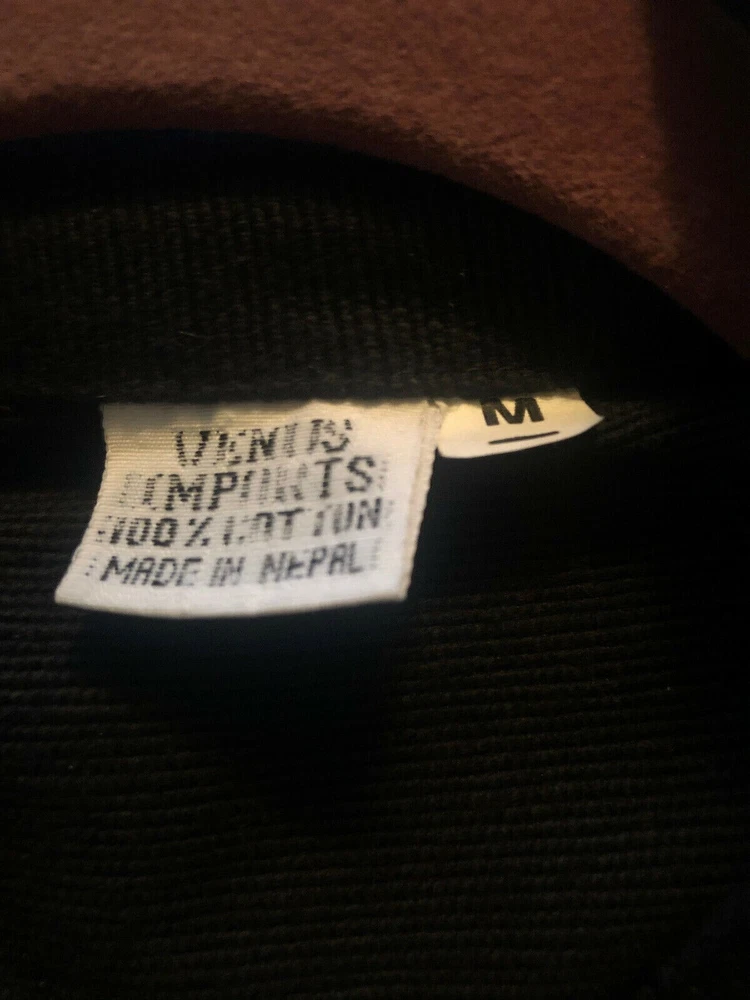 VENUS
IMPORTS
100% COTTON
MADE IN NEPAL
M